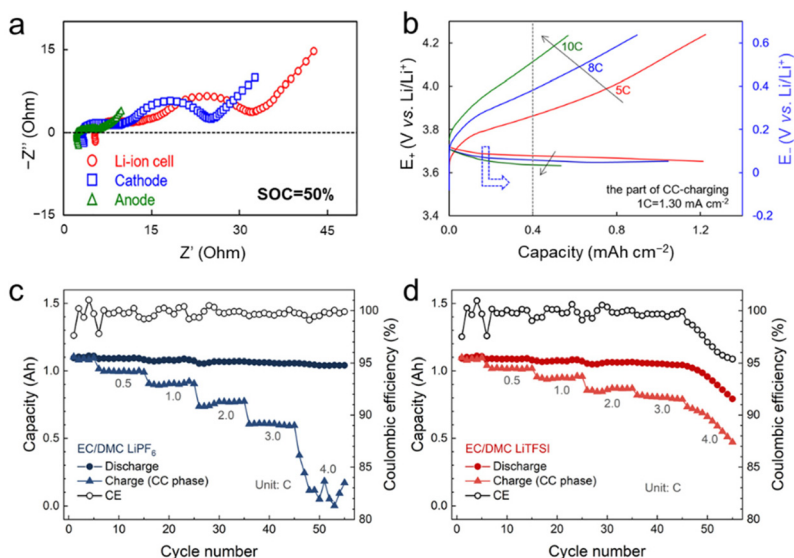 a
15
0
−15
−Z'' (Ohm)
Li-ion cell
Cathode
Anode
SOC=50%
0 15 30 45
Z' (Ohm)
b
4.2
4.0
3.8
3.6
3.4
E₊ (V vs. Li/Li⁺)
10C
8C
5C
0.6
0.4
0.2
0
-0.2
E₋ (V vs. Li/Li⁺)
the part of CC-charging
1C=1.30 mA cm⁻²
0.0 0.4 0.8 1.2
Capacity (mAh cm⁻²)
c
1.5
1.0
0.5
0.0
Capacity (Ah)
0.5
1.0
2.0
3.0
4.0
EC/DMC LiPF₆
Discharge
Charge (CC phase)
CE
Unit: C
100
95
90
85
80
Coulombic efficiency (%)
0 10 20 30 40 50
Cycle number
d
1.5
1.0
0.5
0.0
Capacity (Ah)
0.5
1.0
2.0
3.0
4.0
EC/DMC LiTFSI
Discharge
Charge (CC phase)
CE
Unit: C
100
95
90
85
80
Coulombic efficiency (%)
0 10 20 30 40 50
Cycle number